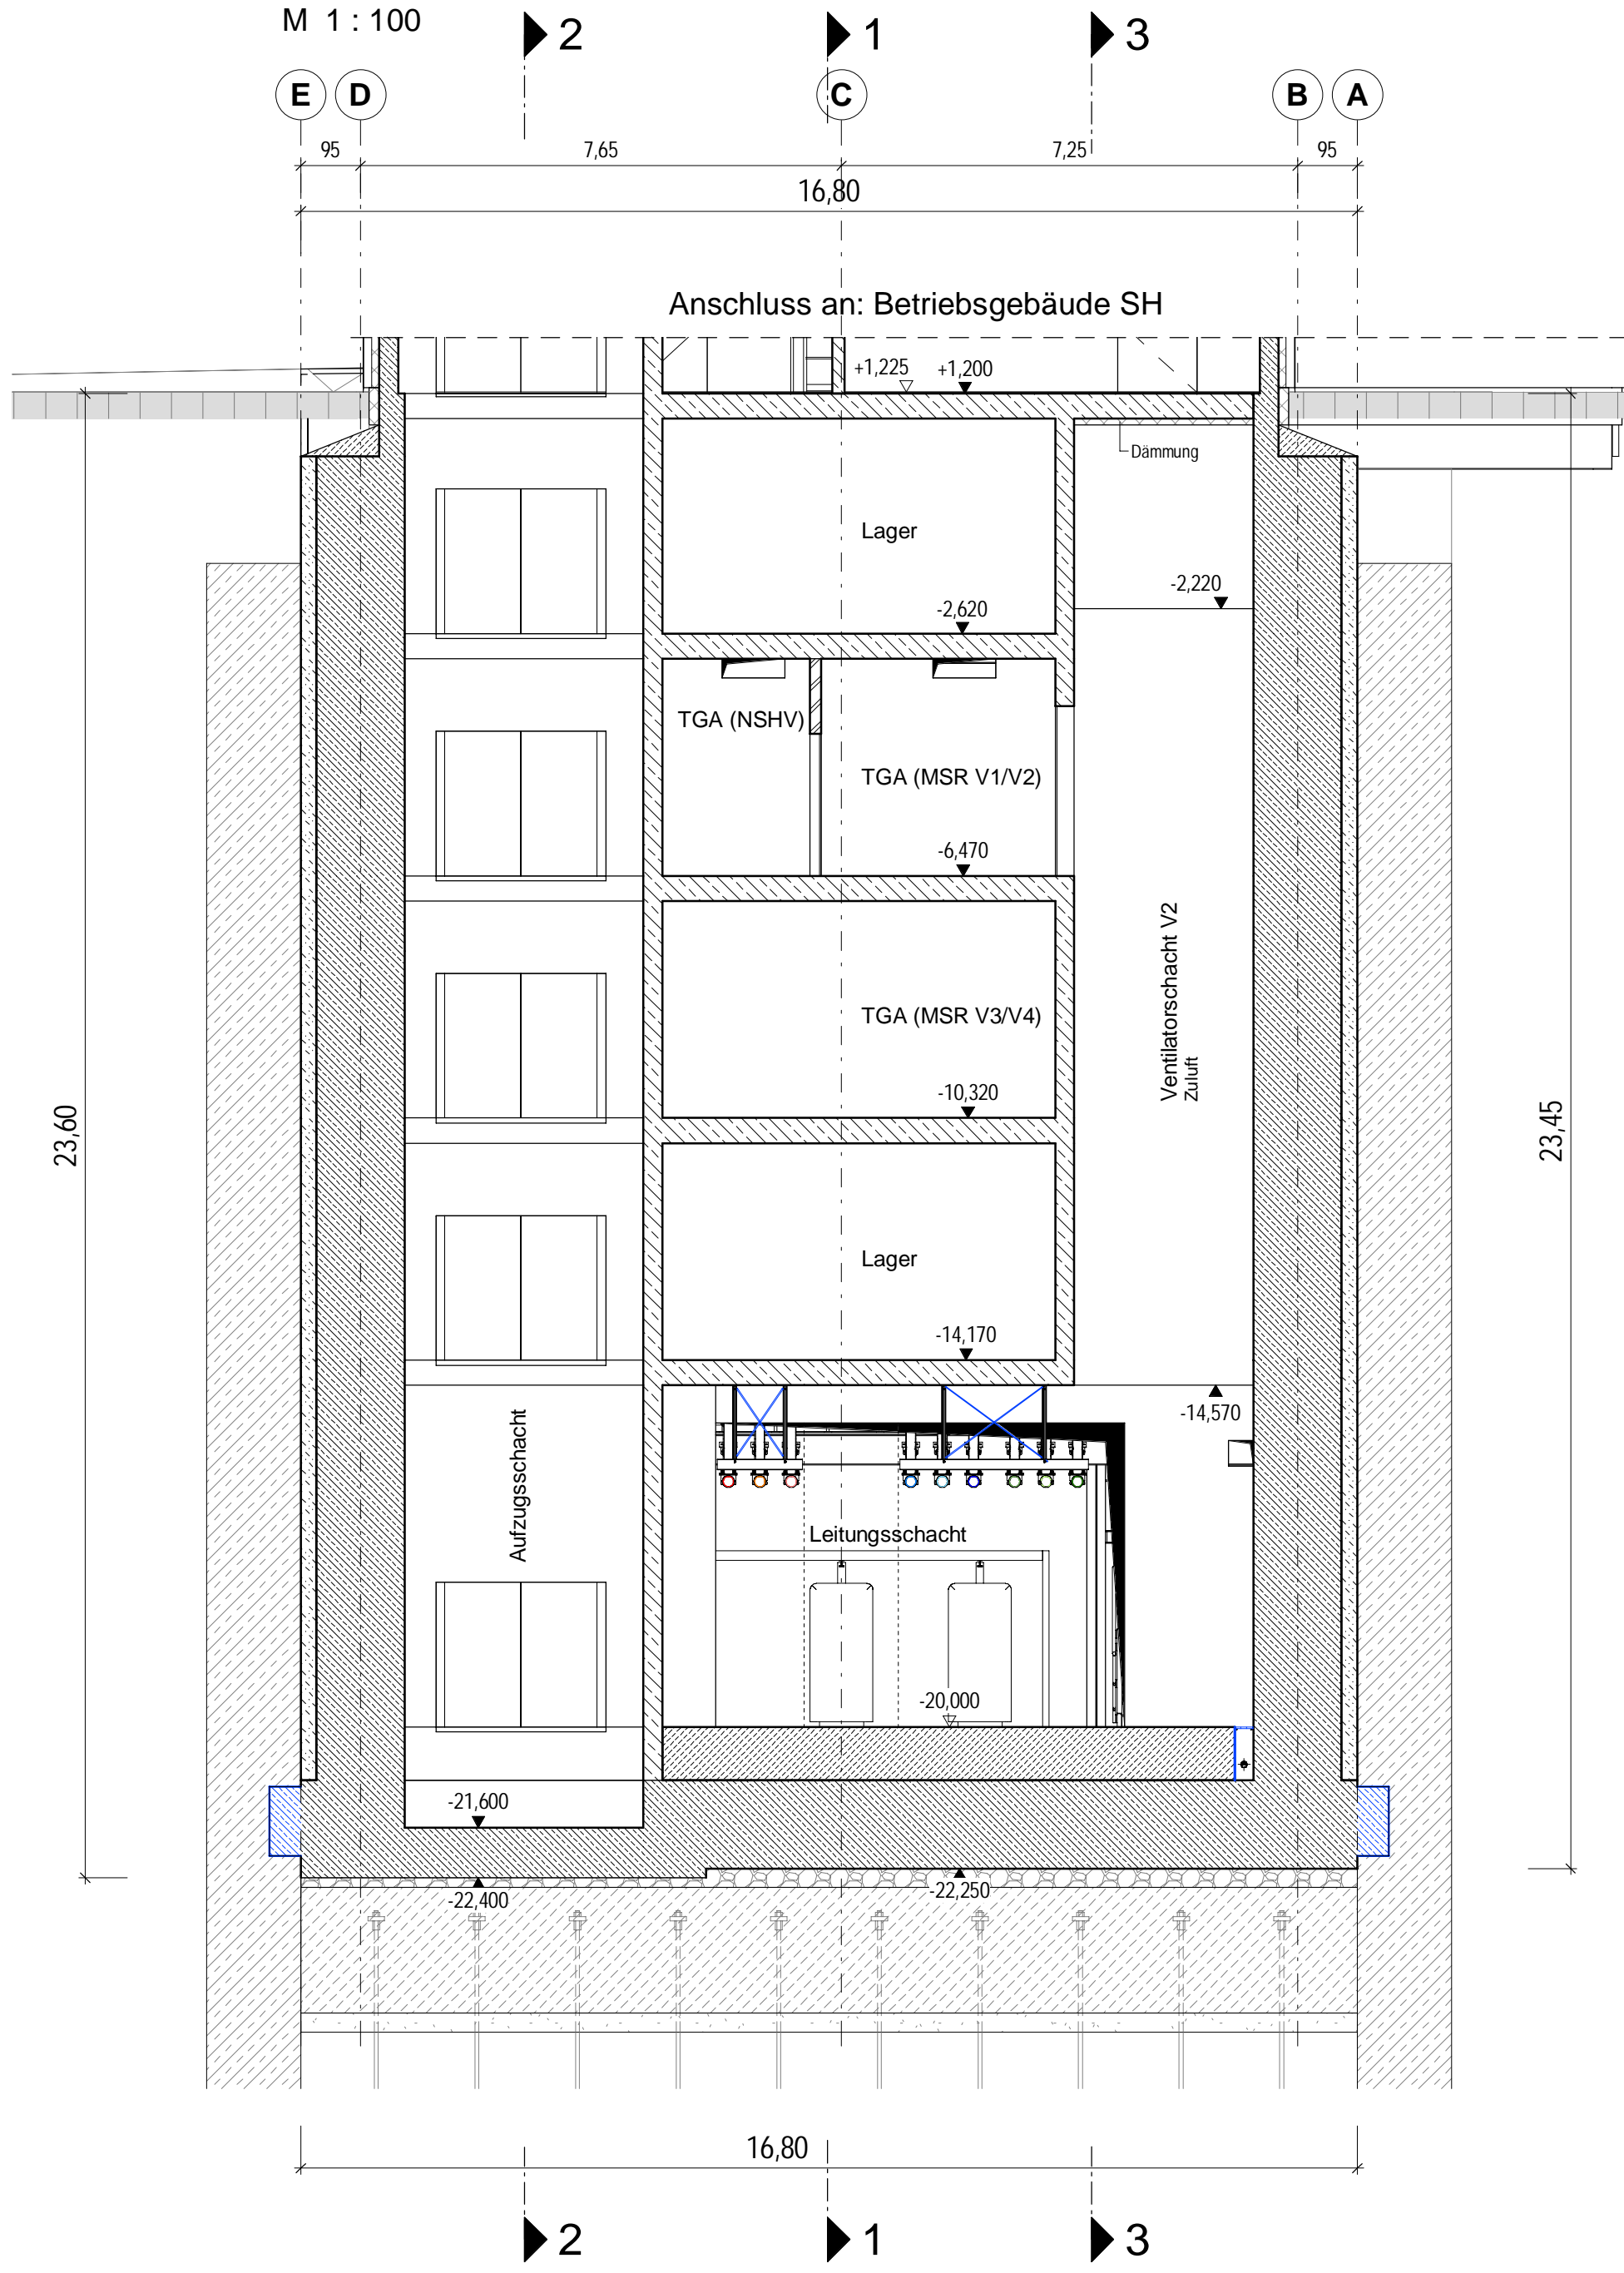 M 1 : 100
2
1
3
E
D
C
B
A
95
7,65
7,25
95
16,80
Anschluss an: Betriebsgebäude SH
+1,225
+1,200
Dämmung
Lager
-2,220
-2,620
TGA (NSHV)
TGA (MSR V1/V2)
-6,470
Ventilatorschacht V2
Zuluft
TGA (MSR V3/V4)
-10,320
23,60
23,45
Lager
-14,170
-14,570
Aufzugsschacht
Leitungsschacht
-20,000
-21,600
-22,400
-22,250
16,80
2
1
3